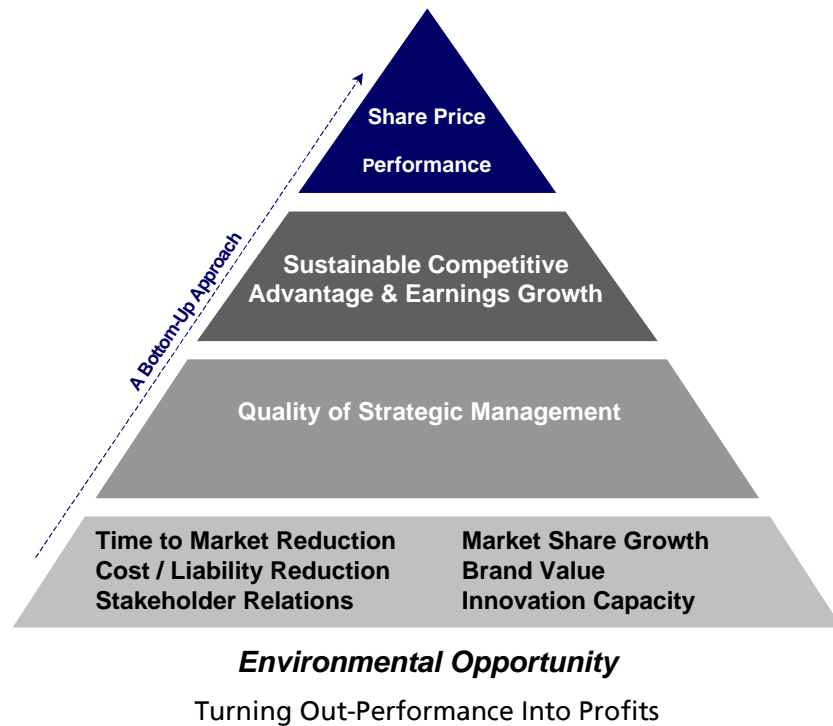 Share Price
Performance
A Bottom-Up Approach
Sustainable Competitive
Advantage & Earnings Growth
Quality of Strategic Management
Time to Market Reduction
Cost / Liability Reduction
Stakeholder Relations
Market Share Growth
Brand Value
Innovation Capacity
Environmental Opportunity
Turning Out-Performance Into Profits